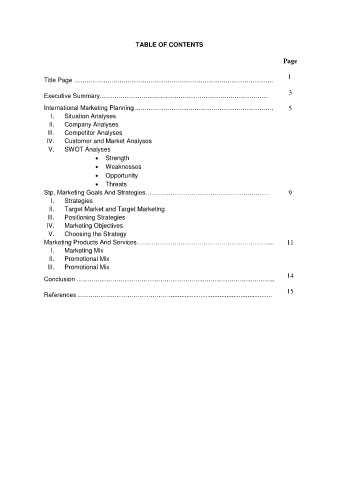 TABLE OF CONTENTS
Page
Title Page ........................................................................................................ 1
Executive Summary................................................................................... 3
International Marketing Planning.................................................................... 5
I. Situation Analyses
II. Company Analyses
III. Competitor Analyses
IV. Customer and Market Analyses
V. SWOT Analyses
• Strength
• Weaknesses
• Opportunity
• Threats
Stp, Marketing Goals And Strategies............................................................. 9
I. Strategies
II. Target Market and Target Marketing
III. Positioning Strategies
IV. Marketing Objectives
V. Choosing the Strategy
Marketing Products And Services.................................................................... 11
I. Marketing Mix
II. Promotional Mix
III. Promotional Mix
Conclusion ...................................................................................................... 14
References ..................................................................................................... 15